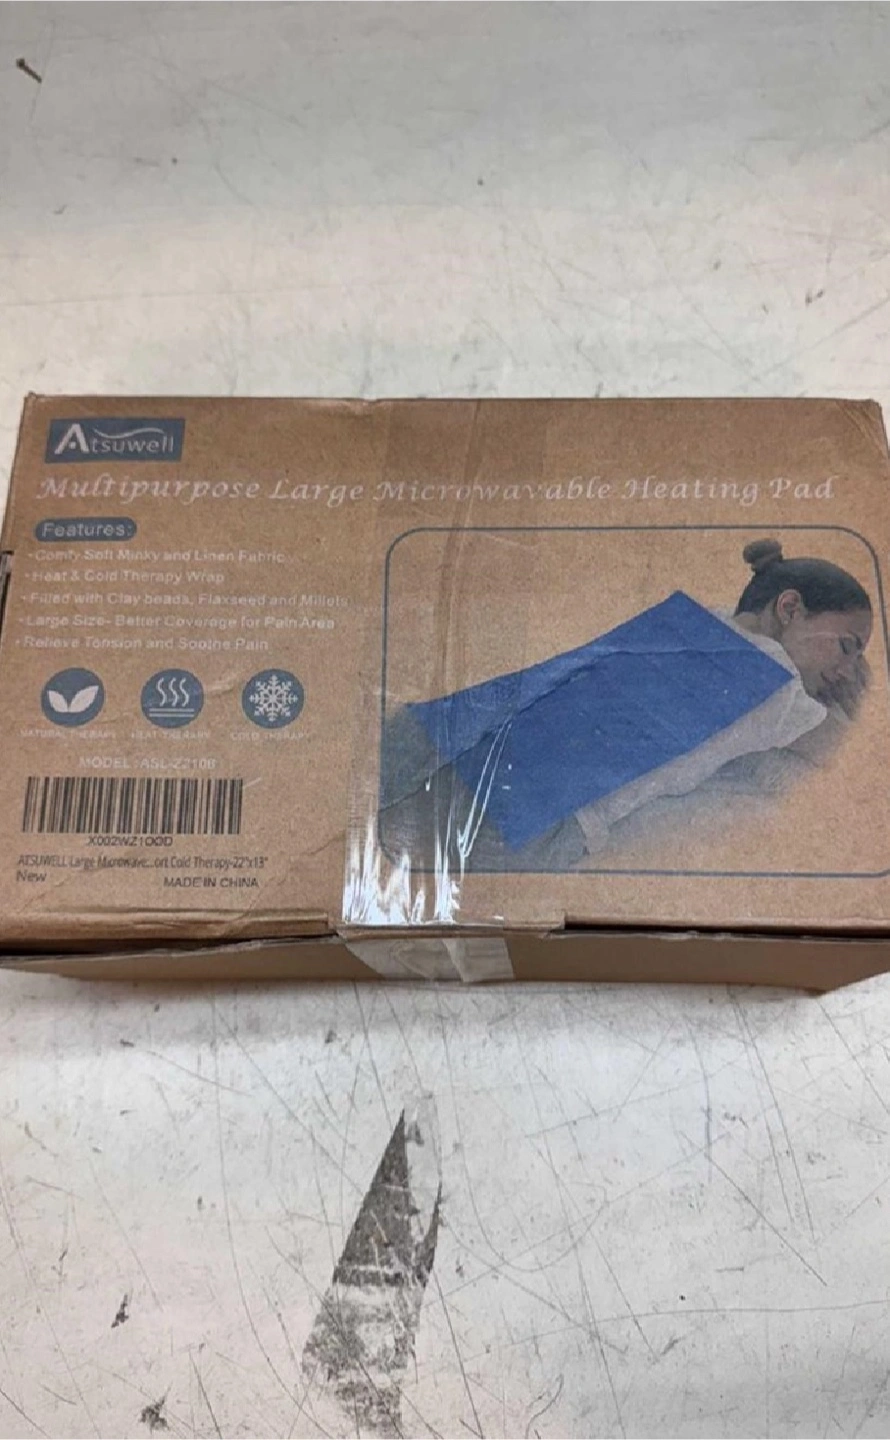 Atsuwell
Multipurpose Large Microwavable Heating Pad
Features:
•Comfy Soft Minky and Linen Fabric
•Heat & Cold Therapy Wrap
•Filled with Clay beads, Flaxseed and Millets
•Large Size- Better Coverage for Pain Area
•Relieve Tension and Soothe Pain
NATURAL THERAPY HEAT THERAPY COLD THERAPY
MODEL: ASL-Z210B
X002WZ1OOD
ATSUWELL Large Microwave...ort Cold Therapy-22"x13"
New MADE IN CHINA